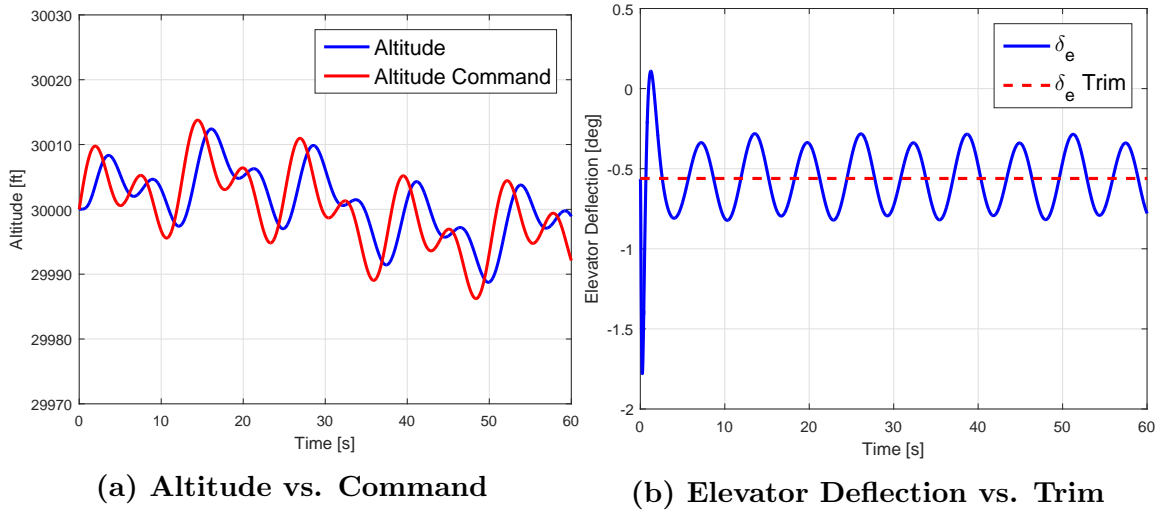 30030
30020
30010
30000
29990
29980
29970
Altitude [ft]
0 10 20 30 40 50 60
Time [s]
Altitude
Altitude Command
(a) Altitude vs. Command
0.5
0
-0.5
-1
-1.5
-2
Elevator Deflection [deg]
0 10 20 30 40 50 60
Time [s]
δe
δe Trim
(b) Elevator Deflection vs. Trim